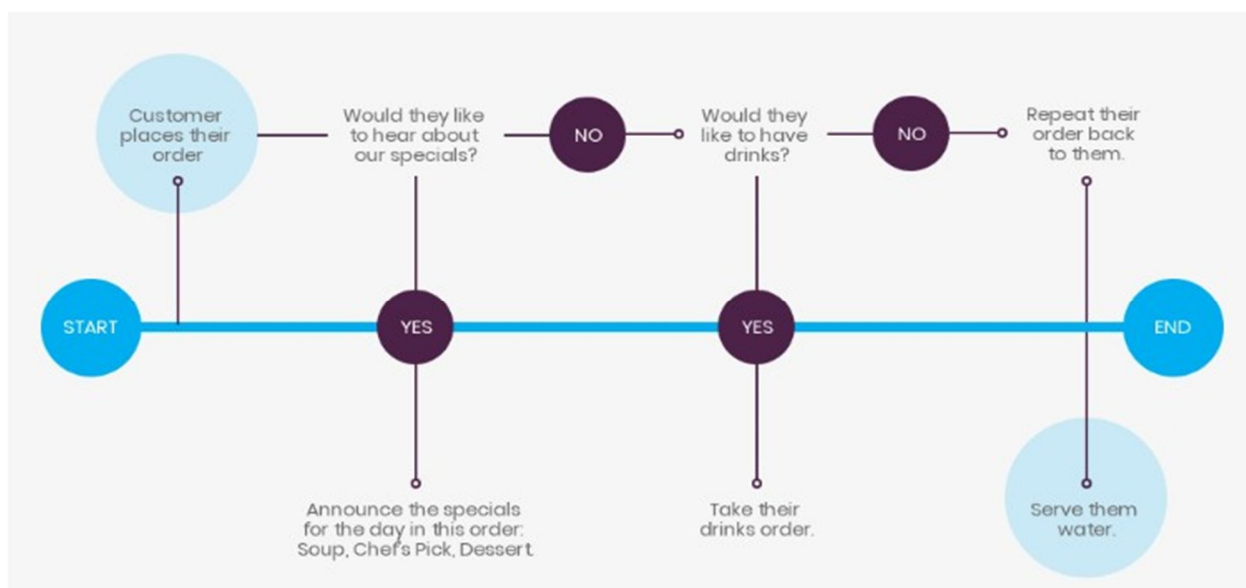 Customer
places their
order
Would they like
to hear about
our specials?
NO
Would they
like to have
drinks?
NO
Repeat their
order back
to them.
START
YES
YES
END
Announce the specials
for the day in this order:
Soup, Chef's Pick, Dessert.
Take their
drinks order.
Serve them
water.